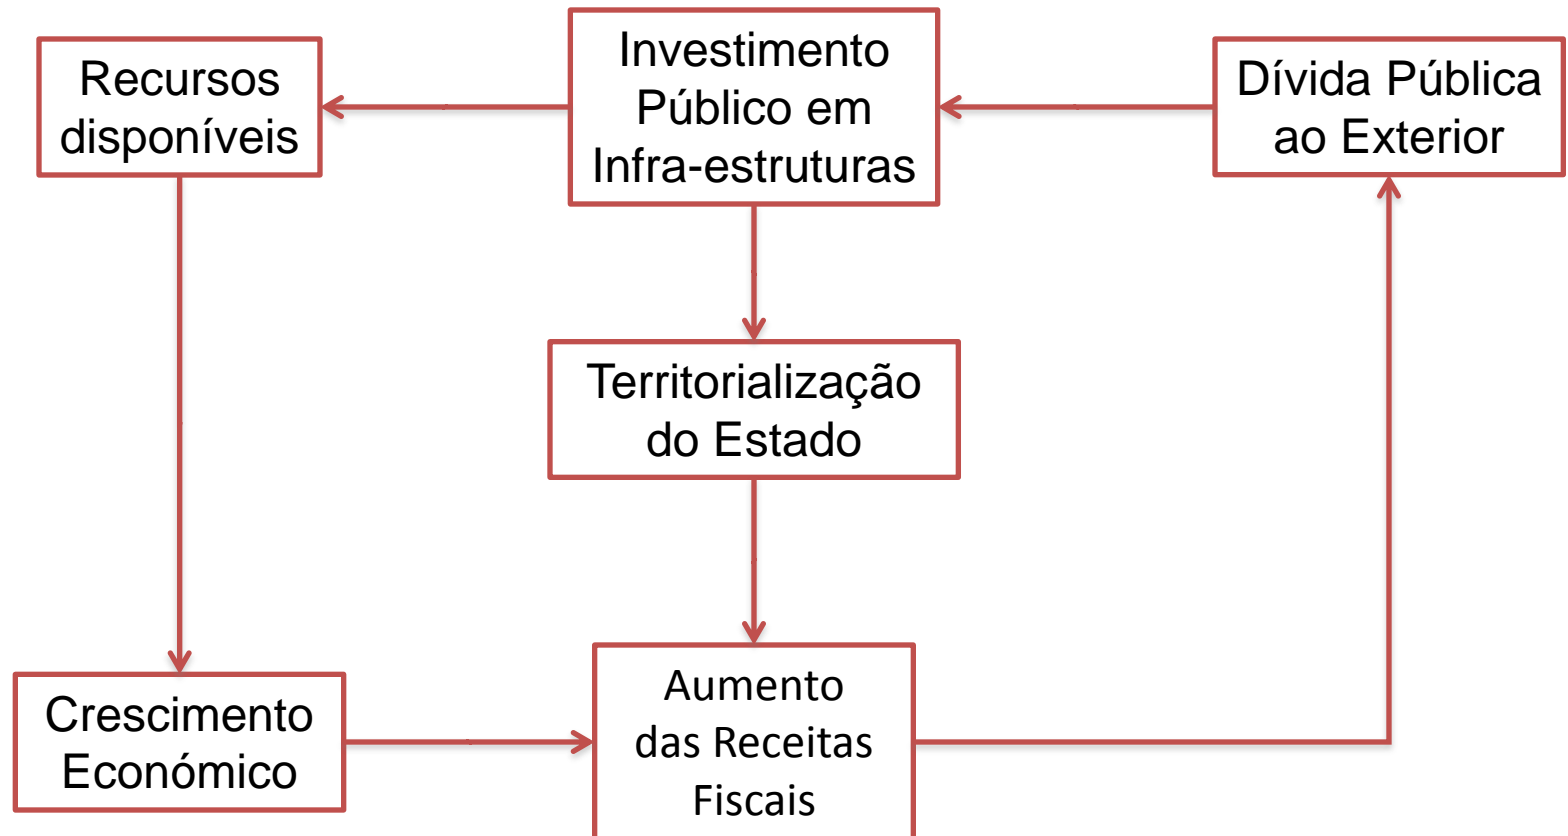 Recursos
disponíveis
Investimento
Público em
Infra-estruturas
Dívida Pública
ao Exterior
Territorialização
do Estado
Crescimento
Económico
Aumento
das Receitas
Fiscais